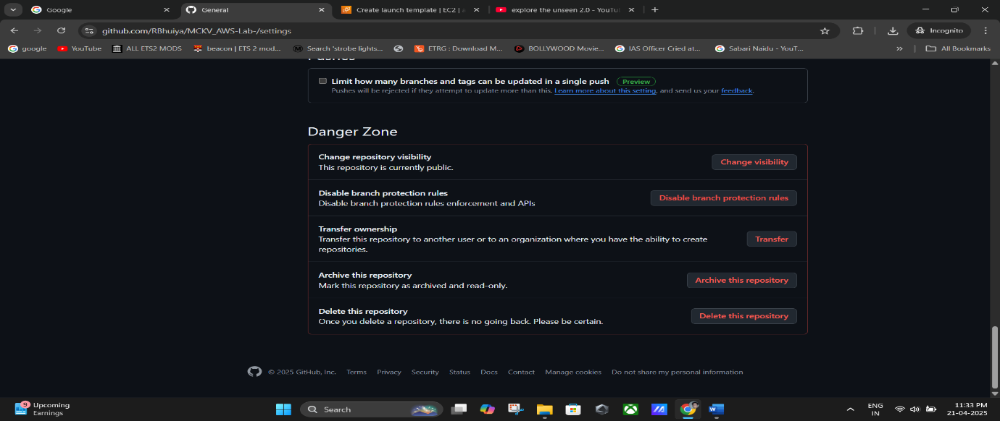 Google
General
Create launch template | EC2 | a
explore the unseen 2.0 - YouTu
github.com/RBhuiya/MCKV_AWS-Lab-/settings
Incognito
google
YouTube
ALL ETS2 MODS
beacon | ETS 2 mod...
Search 'strobe lights...
ETRG : Download M...
BOLLYWOOD Movie...
IAS Officer Cried at...
Sabari Naidu - YouT...
»
All Bookmarks
Pushes
Limit how many branches and tags can be updated in a single push Preview
Pushes will be rejected if they attempt to update more than this. Learn more about this setting, and send us your feedback.
Danger Zone
Change repository visibility
This repository is currently public.
Change visibility
Disable branch protection rules
Disable branch protection rules enforcement and APIs
Disable branch protection rules
Transfer ownership
Transfer this repository to another user or to an organization where you have the ability to create
repositories.
Transfer
Archive this repository
Mark this repository as archived and read-only.
Archive this repository
Delete this repository
Once you delete a repository, there is no going back. Please be certain.
Delete this repository
© 2025 GitHub, Inc. Terms Privacy Security Status Docs Contact Manage cookies Do not share my personal information
9
Upcoming
Earnings
Search
ENG
IN
11:33 PM
21-04-2025